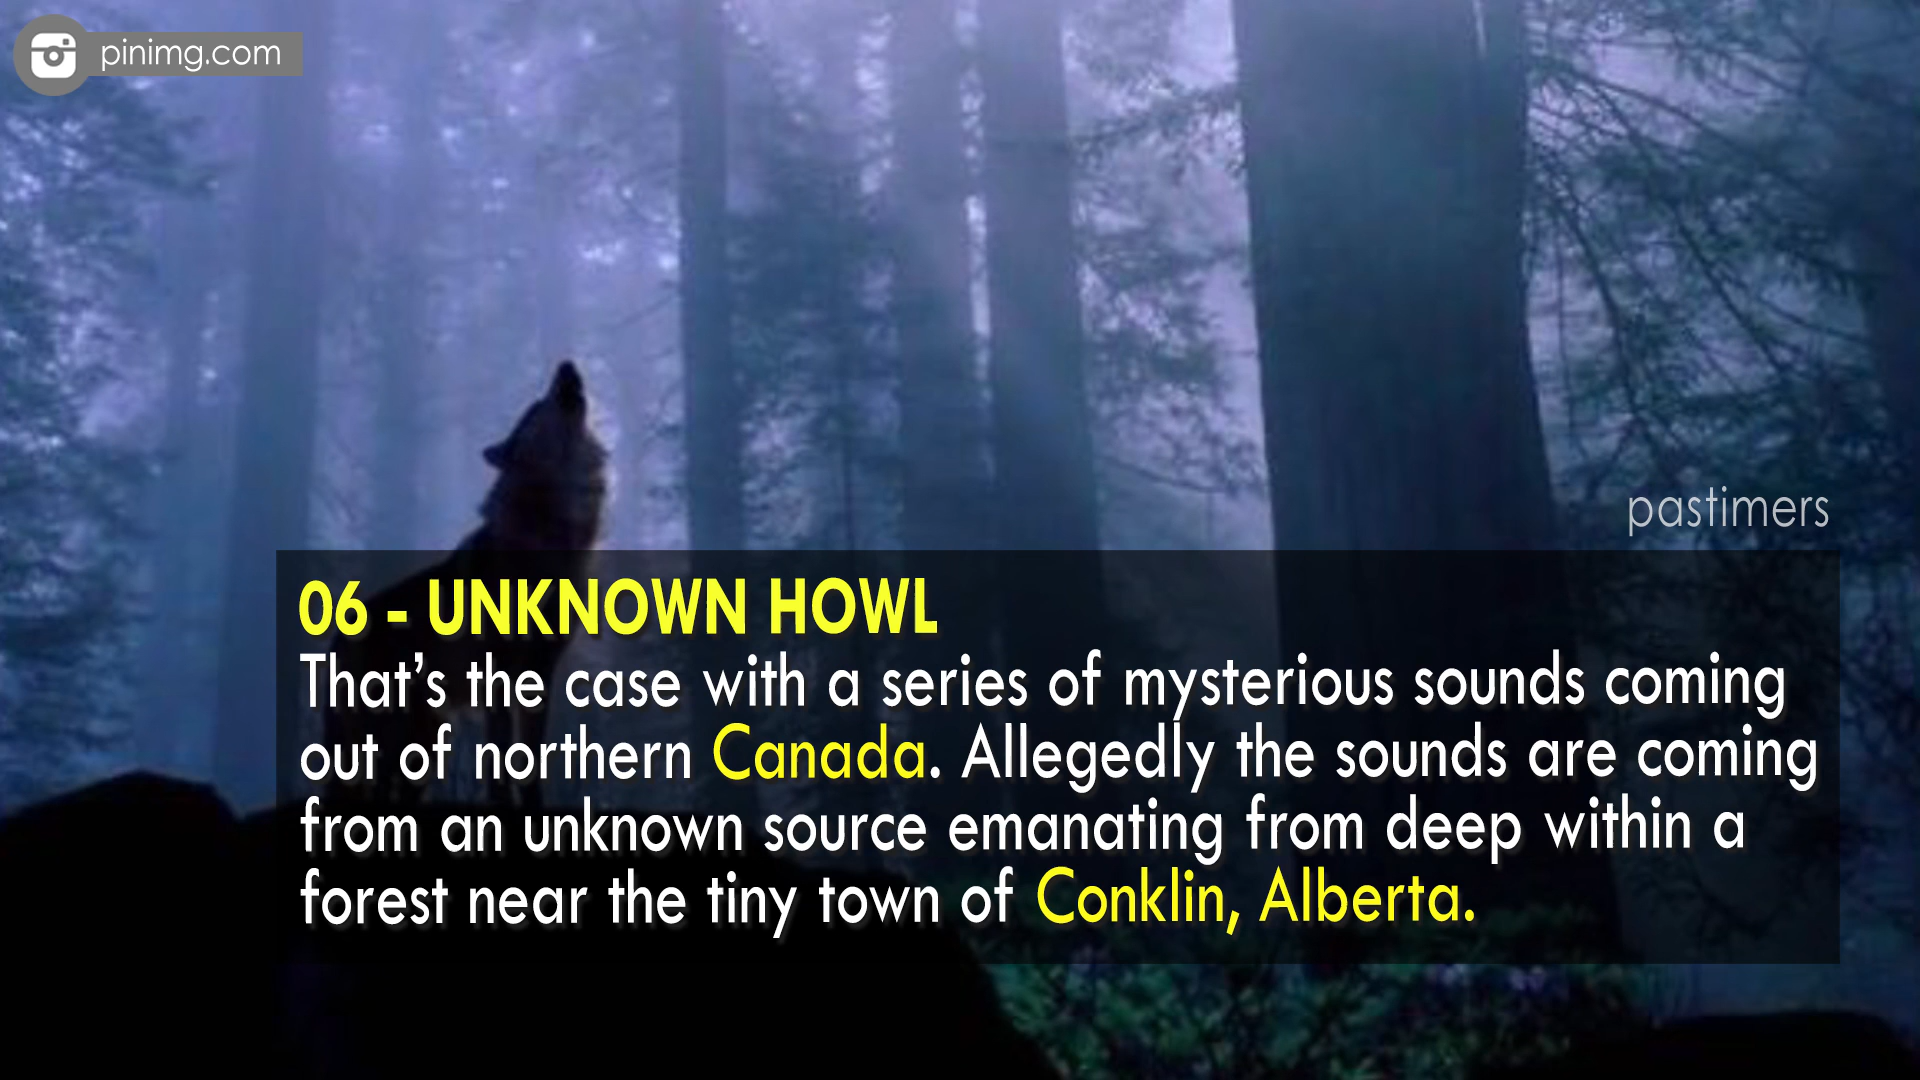 pinimg.com
pastimers
06 - UNKNOWN HOWL
That's the case with a series of mysterious sounds coming
out of northern Canada. Allegedly the sounds are coming
from an unknown source emanating from deep within a
forest near the tiny town of Conklin, Alberta.